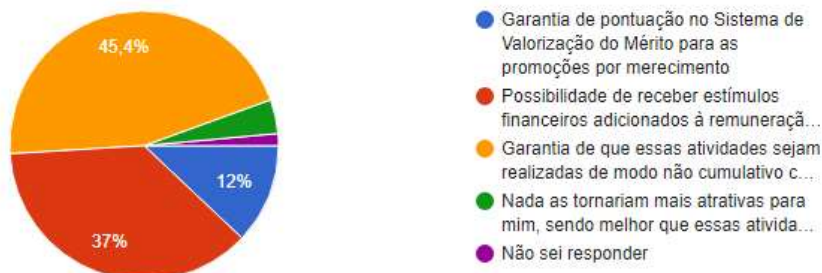 45,4%
12%
37%
Garantia de pontuação no Sistema de
Valorização do Mérito para as
promoções por merecimento
Possibilidade de receber estímulos
financeiros adicionados à remuneraçã...
Garantia de que essas atividades sejam
realizadas de modo não cumulativo c...
Nada as tornariam mais atrativas para
mim, sendo melhor que essas ativida...
Não sei responder